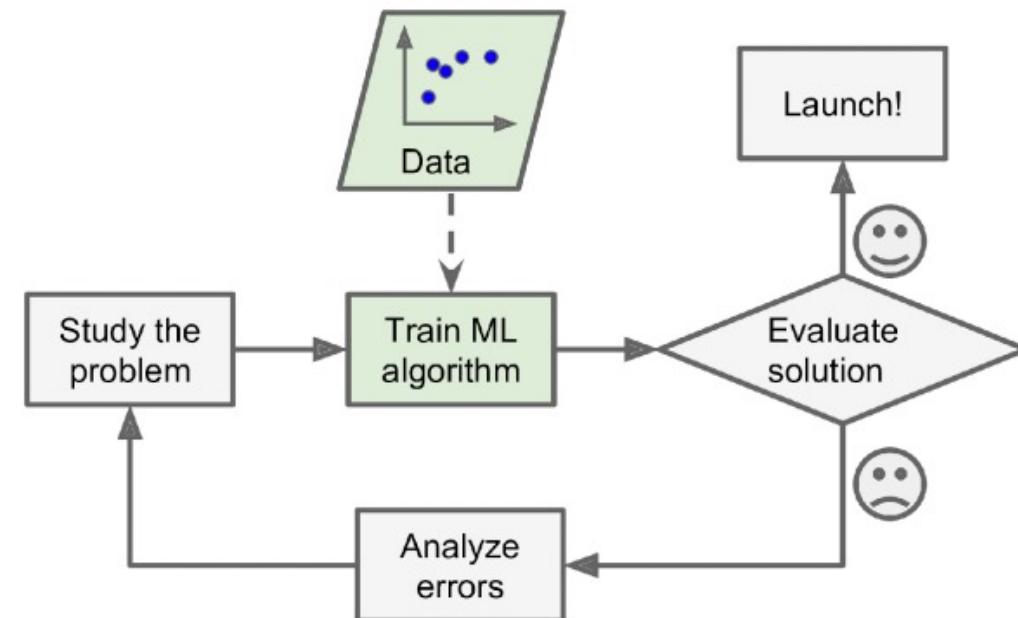 Data
Launch!
Study the
problem
Train ML
algorithm
Evaluate
solution
Analyze
errors